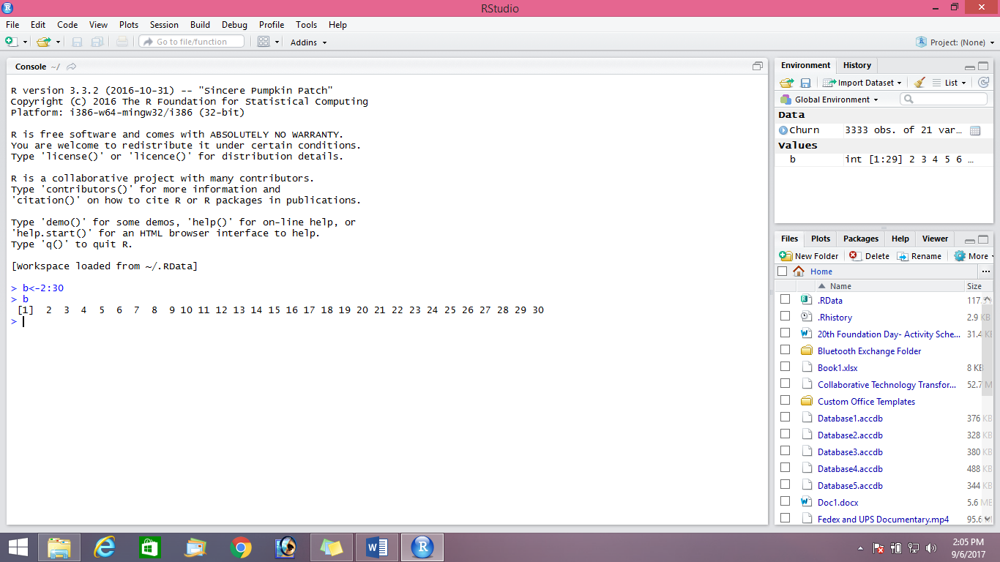 RStudio
File Edit Code View Plots Session Build Debug Profile Tools Help
Go to file/function Addins Project: (None)
Console ~/
R version 3.3.2 (2016-10-31) -- "Sincere Pumpkin Patch"
Copyright (C) 2016 The R Foundation for Statistical Computing
Platform: i386-w64-mingw32/i386 (32-bit)
R is free software and comes with ABSOLUTELY NO WARRANTY.
You are welcome to redistribute it under certain conditions.
Type 'license()' or 'licence()' for distribution details.
R is a collaborative project with many contributors.
Type 'contributors()' for more information and
'citation()' on how to cite R or R packages in publications.
Type 'demo()' for some demos, 'help()' for on-line help, or
'help.start()' for an HTML browser interface to help.
Type 'q()' to quit R.
[Workspace loaded from ~/.RData]
> b<-2:30
> b
[1] 2 3 4 5 6 7 8 9 10 11 12 13 14 15 16 17 18 19 20 21 22 23 24 25 26 27 28 29 30
>
Environment History
Import Dataset List
Global Environment
Data
Churn 3333 obs. of 21 var...
Values
b int [1:29] 2 3 4 5 6 …
Files Plots Packages Help Viewer
New Folder Delete Rename More
Home ...
Name Size
.RData 117.
.Rhistory 2.9 KB
20th Foundation Day- Activity Sche... 31.4 KB
Bluetooth Exchange Folder
Book1.xlsx 8 KB
Collaborative Technology Transfor... 52.7 M
Custom Office Templates
Database1.accdb 376 KB
Database2.accdb 328 KB
Database3.accdb 380 KB
Database4.accdb 488 KB
Database5.accdb 344 KB
Doc1.docx 5.6 MB
Fedex and UPS Documentary.mp4 95.6
2:05 PM
9/6/2017